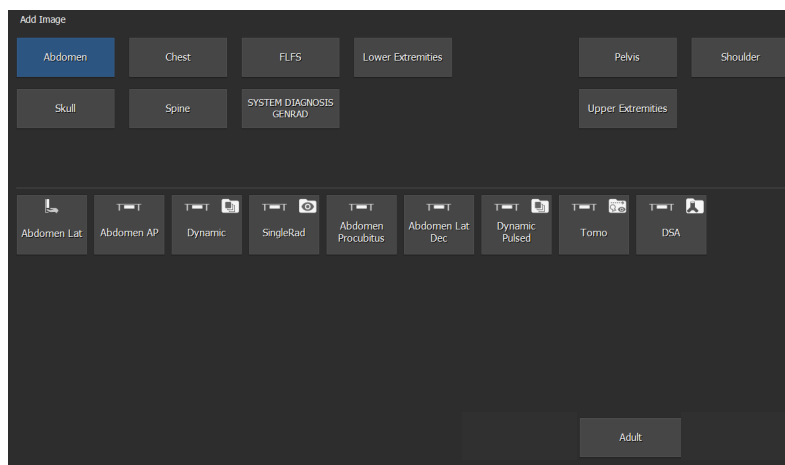 Add Image
Abdomen
Chest
FLFS
Lower Extremities
Pelvis
Shoulder
Skull
Spine
SYSTEM DIAGNOSIS
GENRAD
Upper Extremities
Abdomen Lat
Abdomen AP
Dynamic
SingleRad
Abdomen
Procubitus
Abdomen Lat
Dec
Dynamic
Pulsed
Tomo
DSA
Adult